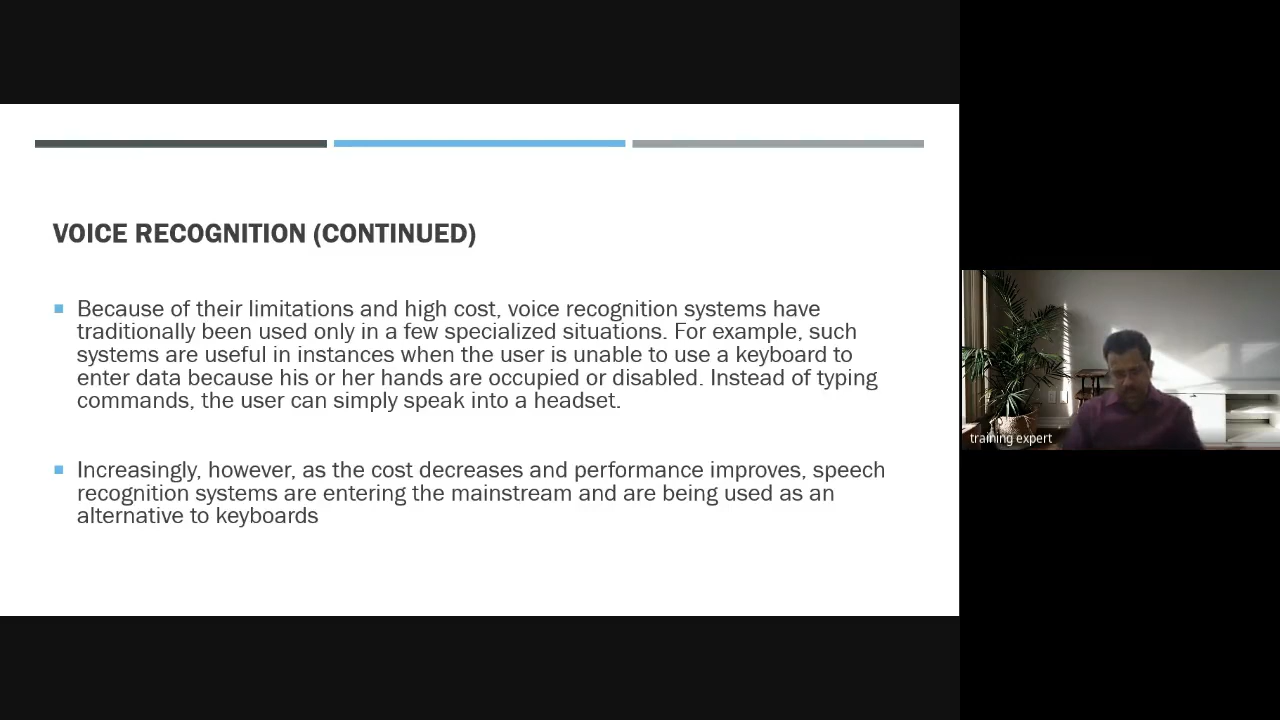 VOICE RECOGNITION (CONTINUED)
Because of their limitations and high cost, voice recognition systems have
traditionally been used only in a few specialized situations. For example, such
systems are useful in instances when the user is unable to use a keyboard to
enter data because his or her hands are occupied or disabled. Instead of typing
commands, the user can simply speak into a headset.
Increasingly, however, as the cost decreases and performance improves, speech
recognition systems are entering the mainstream and are being used as an
alternative to keyboards
training expert